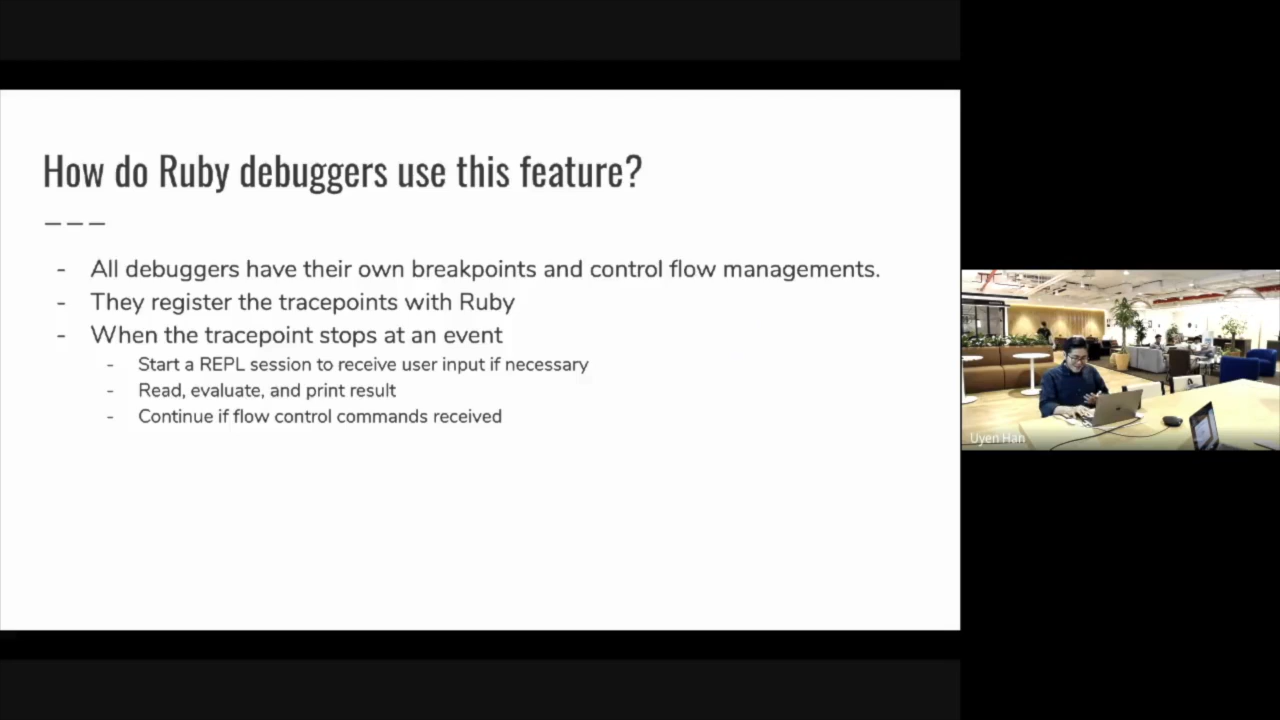 How do Ruby debuggers use this feature?
- All debuggers have their own breakpoints and control flow managements.
- They register the tracepoints with Ruby
- When the tracepoint stops at an event
- Start a REPL session to receive user input if necessary
- Read, evaluate, and print result
- Continue if flow control commands received
Uyen Han